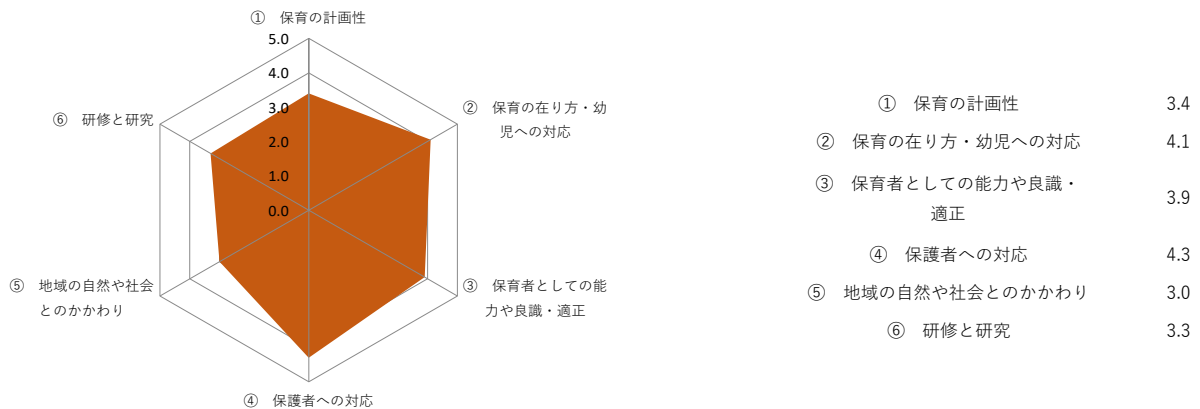 ① 保育の計画性
5.0
4.0
3.0
2.0
1.0
0.0
② 保育の在り方・幼
児への対応
③ 保育者としての能
力や良識・適正
④ 保護者への対応
⑤ 地域の自然や社会
とのかかわり
⑥ 研修と研究
① 保育の計画性 3.4
② 保育の在り方・幼児への対応 4.1
③ 保育者としての能力や良識・
適正 3.9
④ 保護者への対応 4.3
⑤ 地域の自然や社会とのかかわり 3.0
⑥ 研修と研究 3.3